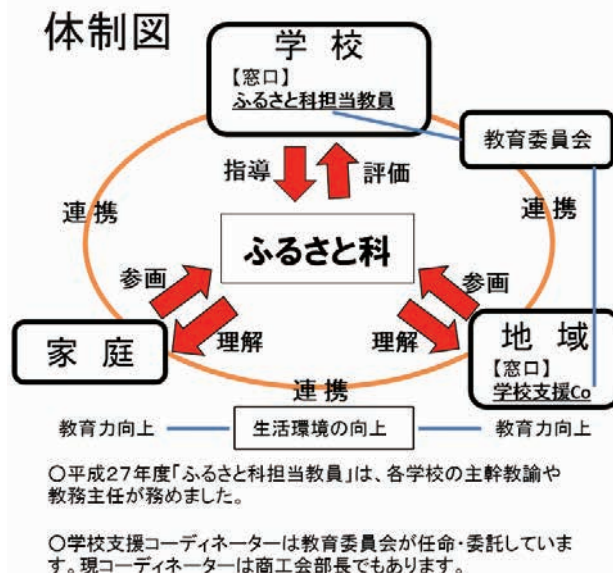 体制図
学校
【窓口】
ふるさと科担当教員
教育委員会
指導
評価
連携
連携
ふるさと科
参画
参画
理解
理解
家庭
地域
【窓口】
学校支援Co
連携
教育力向上
生活環境の向上
教育力向上
○平成27年度「ふるさと科担当教員」は、各学校の主幹教諭や
教務主任が務めました。
○学校支援コーディネーターは教育委員会が任命・委託していま
す。現コーディネーターは商工会部長でもあります。